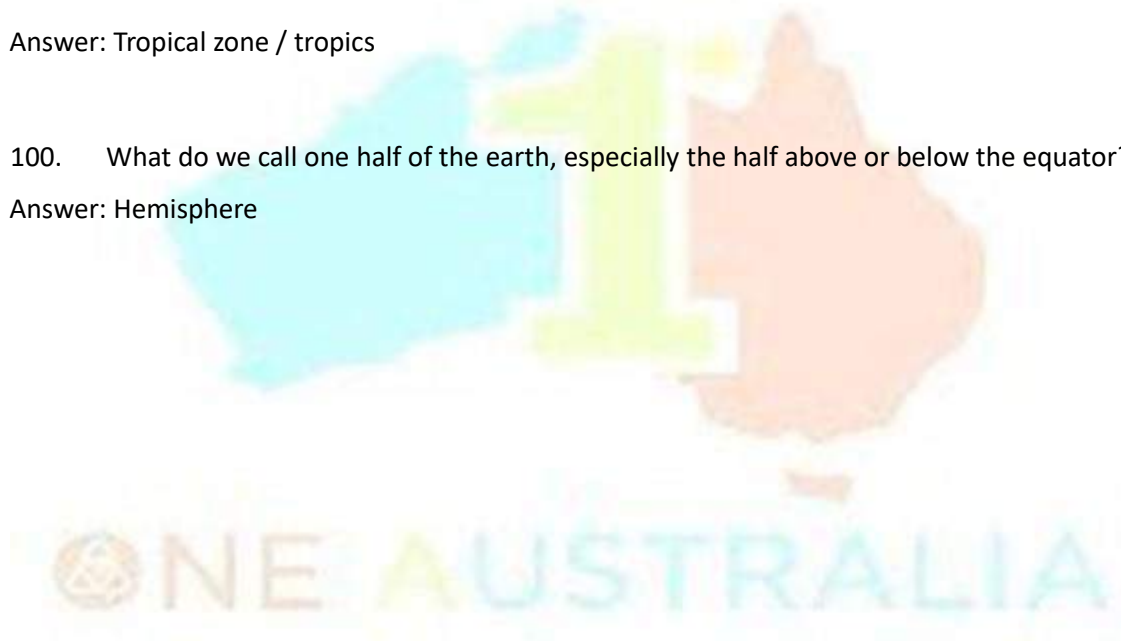 Answer: Tropical zone / tropics
100. What do we call one half of the earth, especially the half above or below the equator?
Answer: Hemisphere
1
ONE AUSTRALIA